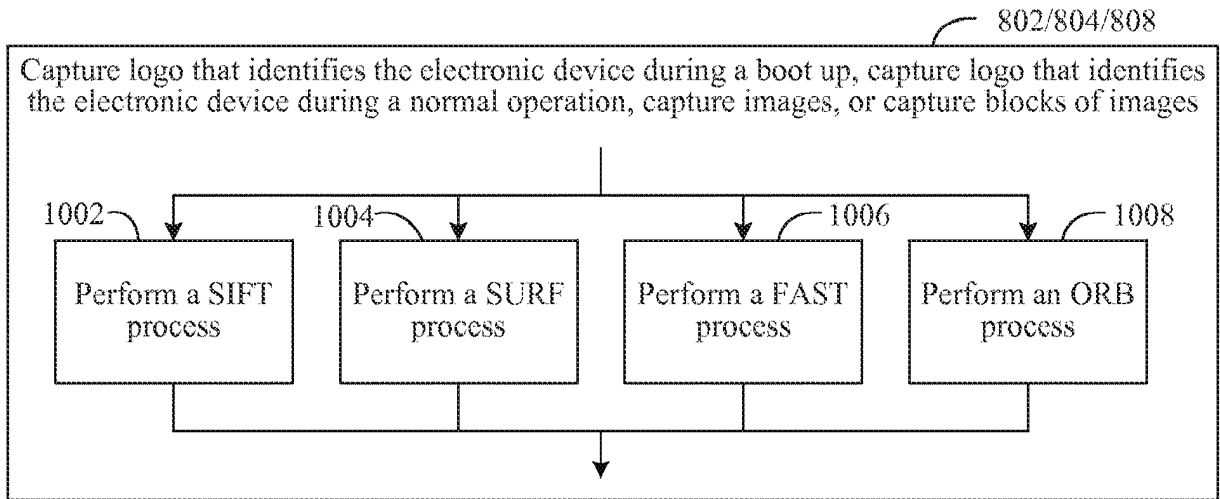 802/804/808
Capture logo that identifies the electronic device during a boot up, capture logo that identifies
the electronic device during a normal operation, capture images, or capture blocks of images
1002
1004
1006
1008
Perform a SIFT
process
Perform a SURF
process
Perform a FAST
process
Perform an ORB
process